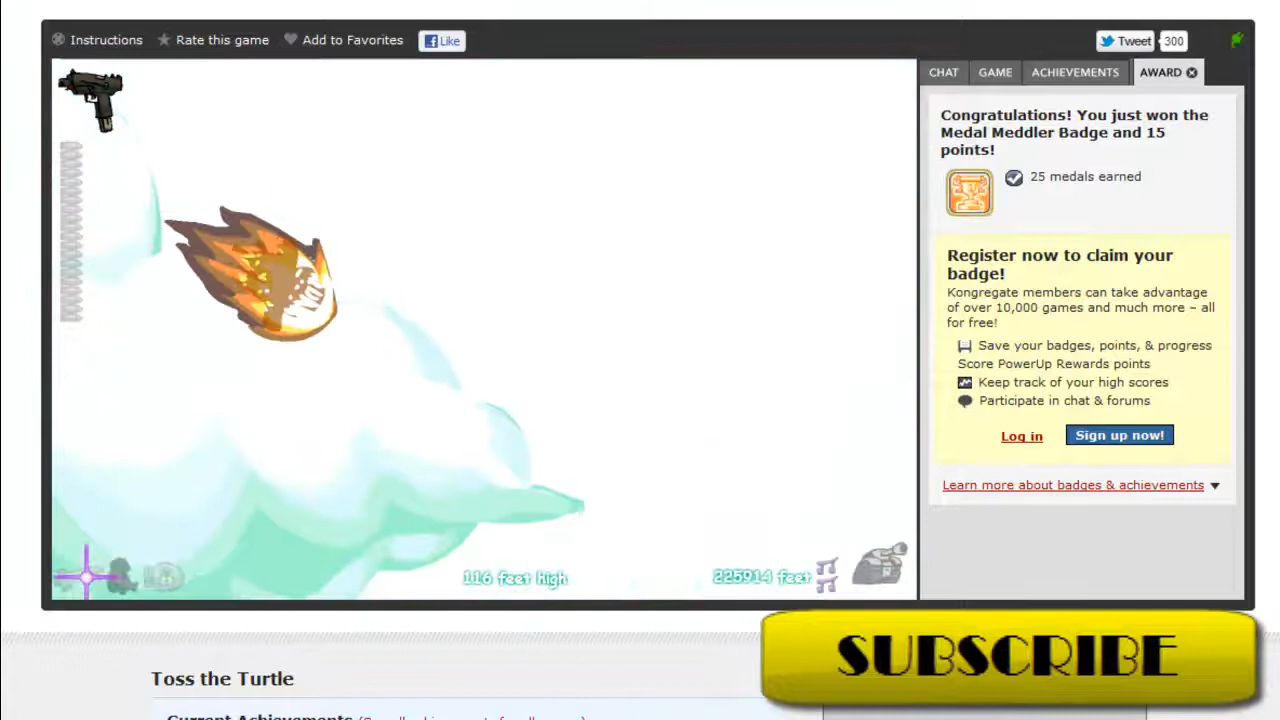 Instructions Rate this game Add to Favorites Like Tweet 300
CHAT GAME ACHIEVEMENTS AWARD
Congratulations! You just won the
Medal Meddler Badge and 15
points!
25 medals earned
Register now to claim your
badge!
Kongregate members can take advantage
of over 10,000 games and much more – all
for free!
Save your badges, points, & progress
Score PowerUp Rewards points
Keep track of your high scores
Participate in chat & forums
Log in Sign up now!
Learn more about badges & achievements
116 feet high 225914 feet
SUBSCRIBE
Toss the Turtle
Current Achievements